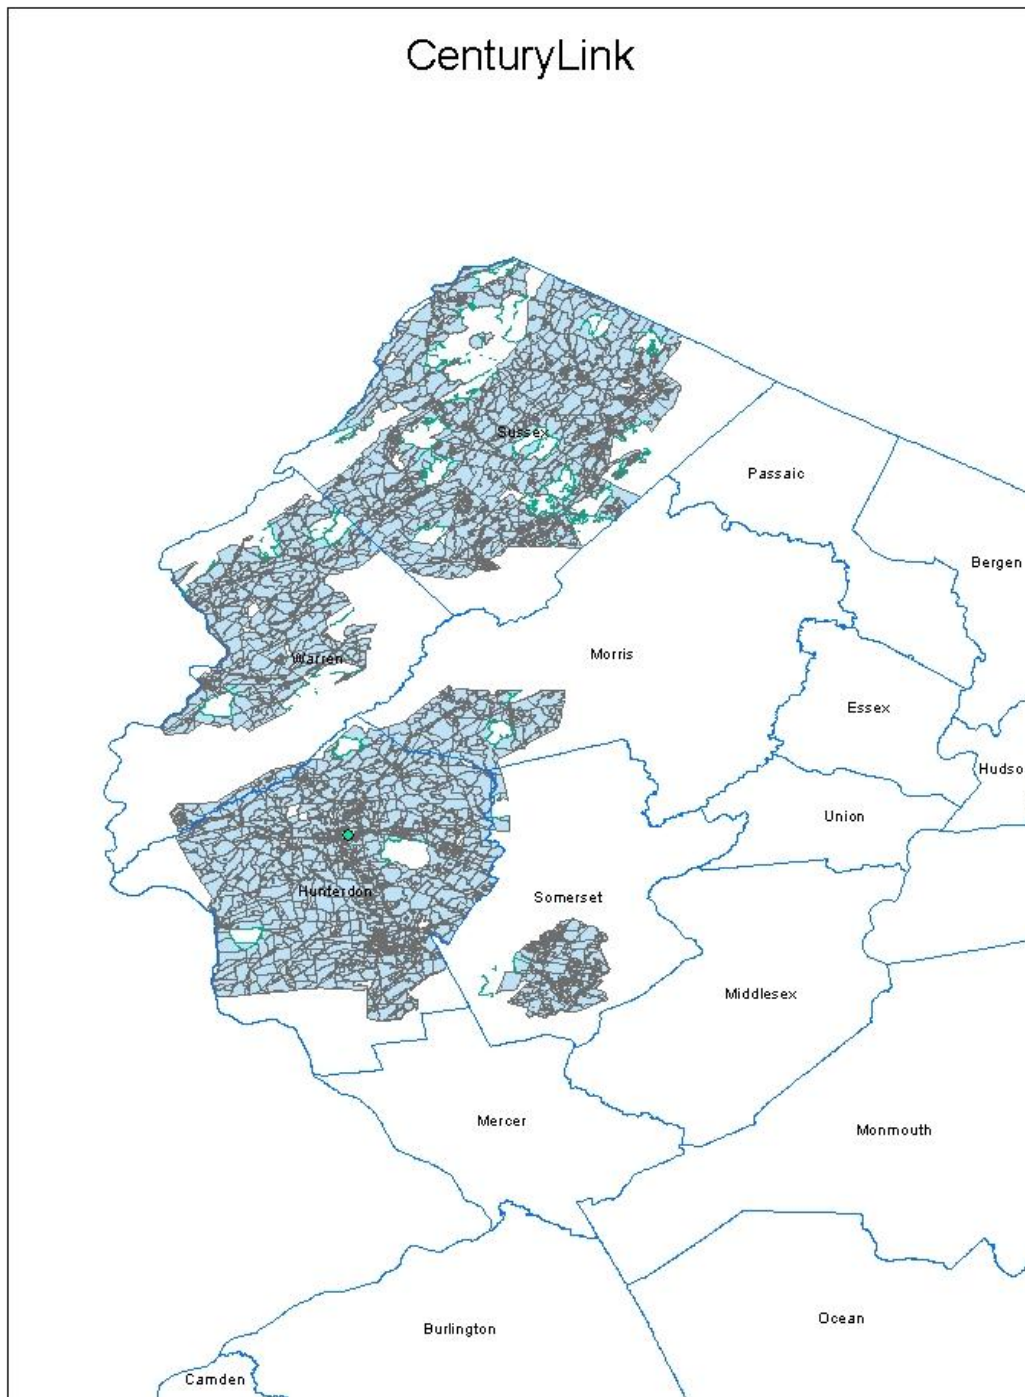 CenturyLink
Sussex
Passaic
Bergen
Warren
Morris
Essex
Hudso
Union
Hunterdon
Somerset
Middlesex
Mercer
Monmouth
Burlington
Ocean
Camden